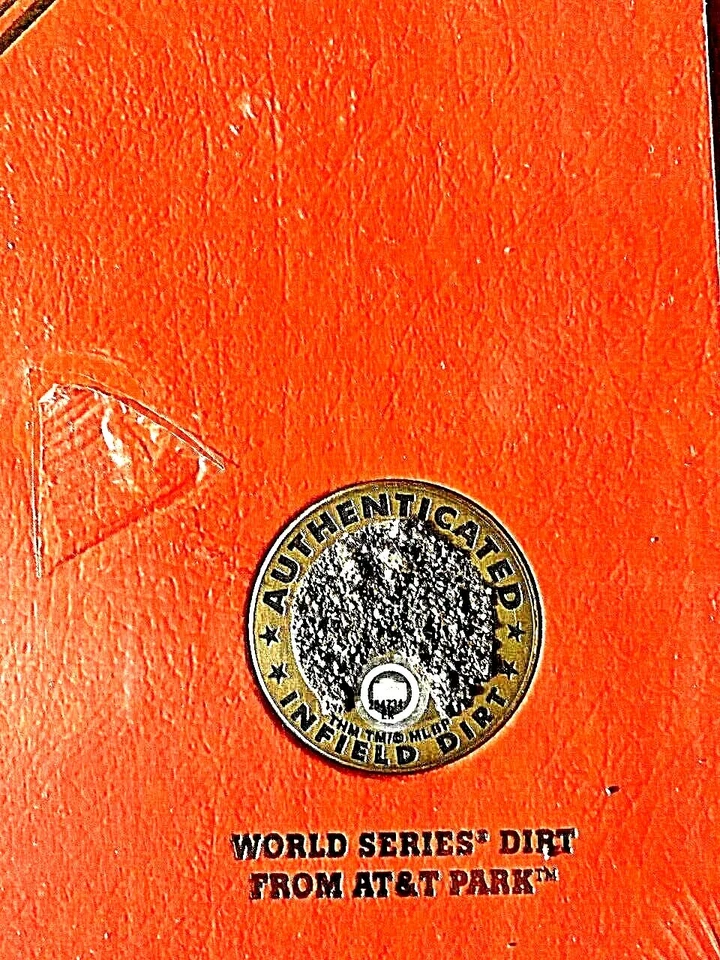 AUTHENTICATED
THM TM/© MLBP
INFIELD DIRT
WORLD SERIES® DIRT
FROM AT&T PARK™